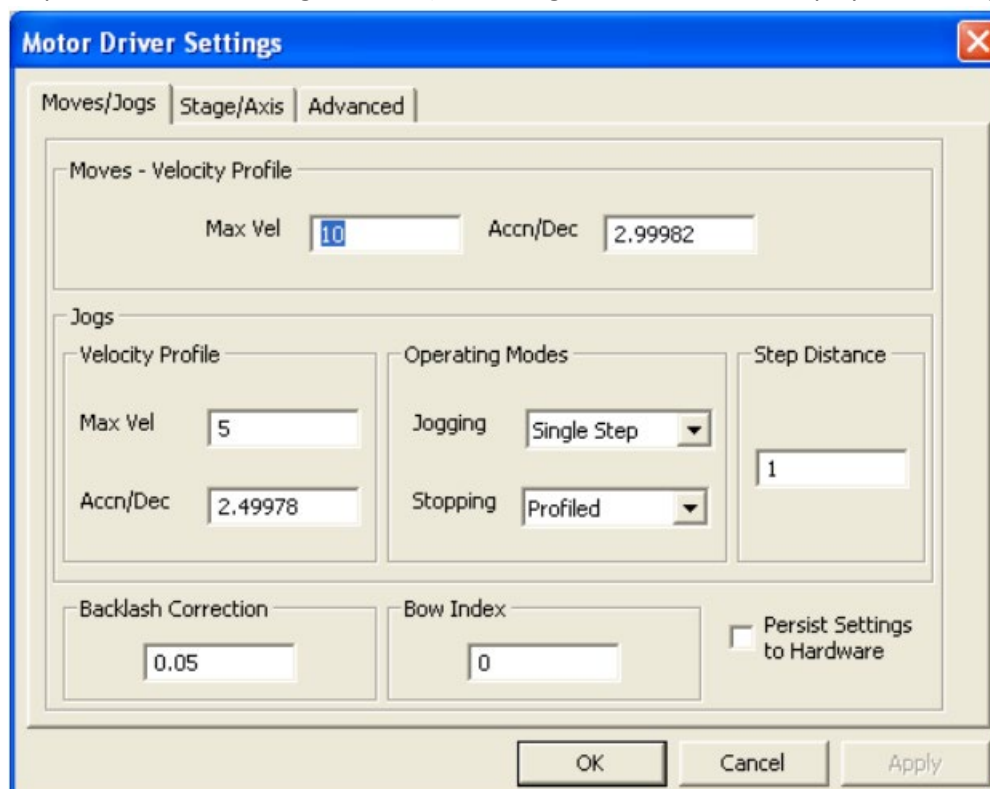 Motor Driver Settings
Moves/Jogs Stage/Axis Advanced
Moves - Velocity Profile
Max Vel 10 Accn/Dec 2.99982
Jogs
Velocity Profile
Max Vel 5
Accn/Dec 2.49978
Operating Modes
Jogging Single Step
Stopping Profiled
Step Distance
1
Backlash Correction
0.05
Bow Index
0
Persist Settings
to Hardware
OK Cancel Apply